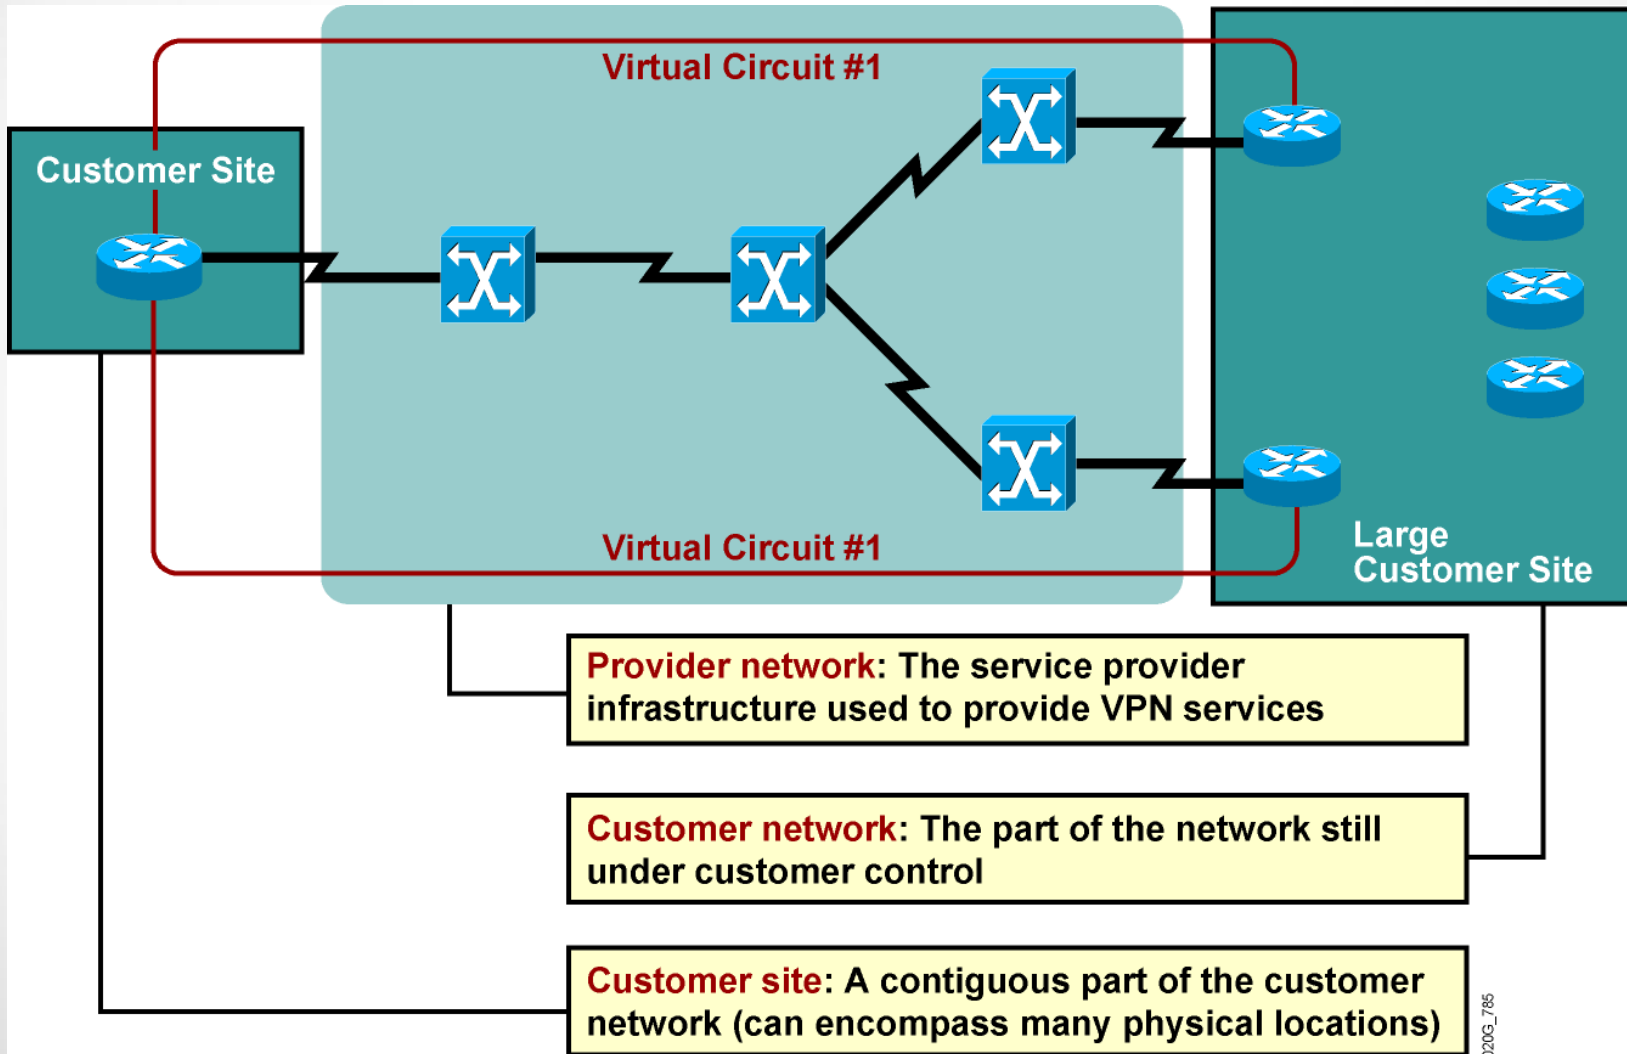 Virtual Circuit #1
Customer Site
Virtual Circuit #1
Large
Customer Site
Provider network: The service provider
infrastructure used to provide VPN services
Customer network: The part of the network still
under customer control
Customer site: A contiguous part of the customer
network (can encompass many physical locations)
020G_785